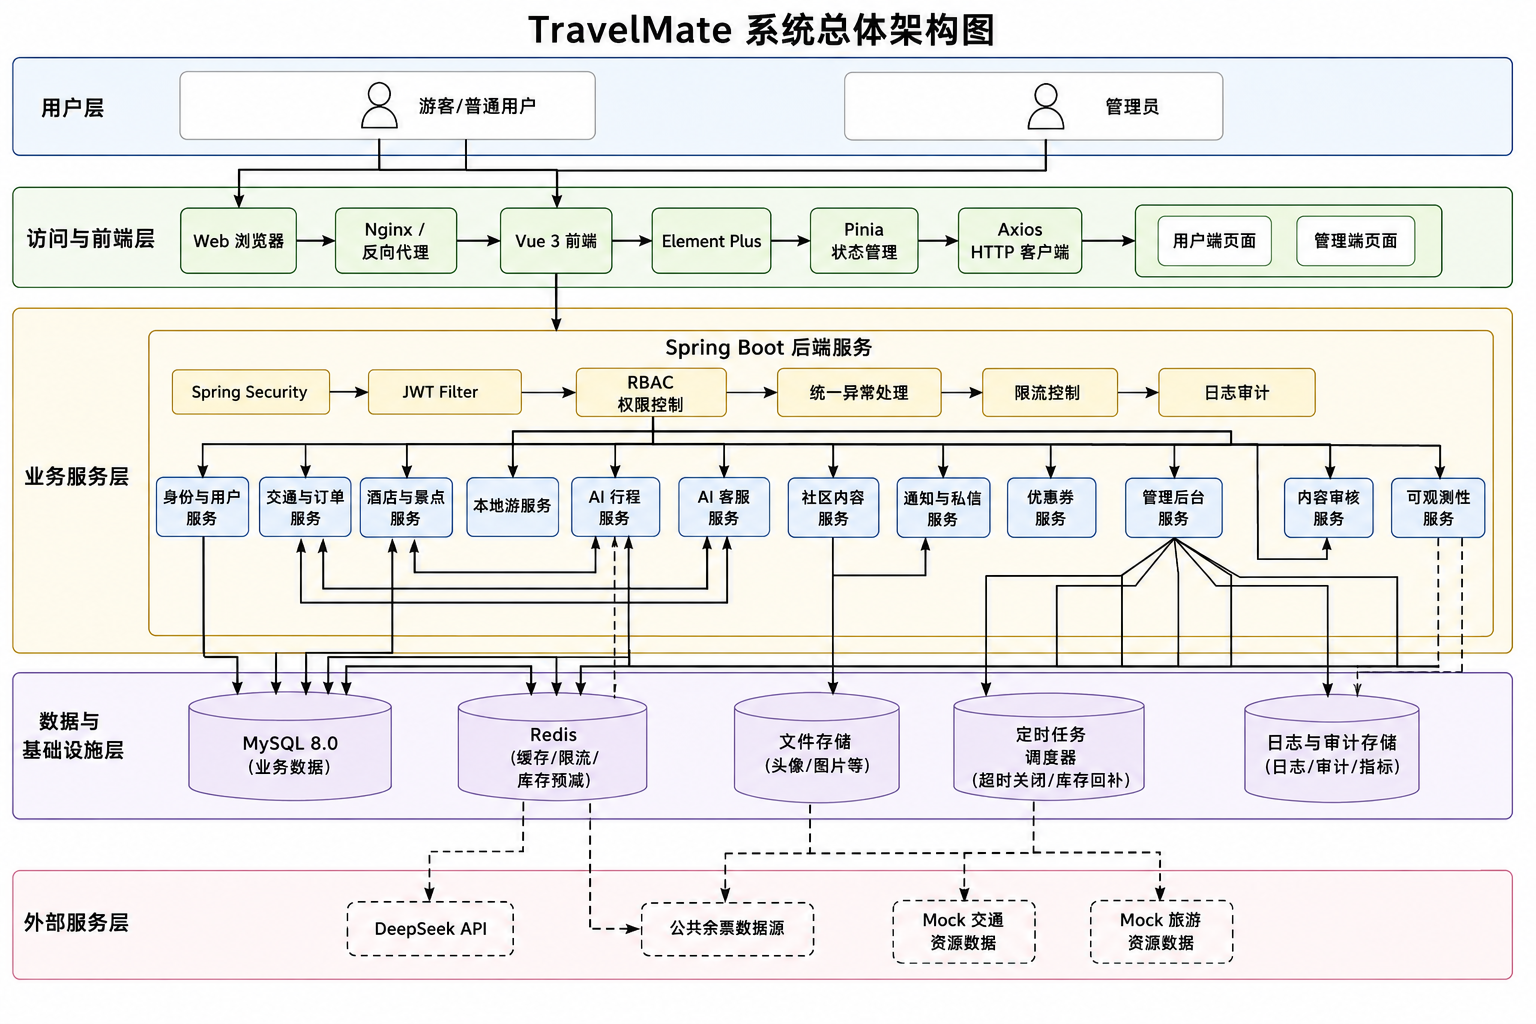 TravelMate 系统总体架构图
用户层
游客/普通用户
管理员
访问与前端层
Web 浏览器
Nginx /
反向代理
Vue 3 前端
Element Plus
Pinia
状态管理
Axios
HTTP 客户端
用户端页面
管理端页面
业务服务层
Spring Boot 后端服务
Spring Security
JWT Filter
RBAC
权限控制
统一异常处理
限流控制
日志审计
身份与用户
服务
交通与订单
服务
酒店与景点
服务
本地游服务
AI 行程
服务
AI 客服
服务
社区内容
服务
通知与私信
服务
优惠券
服务
管理后台
服务
内容审核
服务
可观测性
服务
数据与
基础设施层
MySQL 8.0
(业务数据)
Redis
(缓存/限流/
库存预减)
文件存储
(头像/图片等)
定时任务
调度器
(超时关闭/库存回补)
日志与审计存储
(日志/审计/指标)
外部服务层
DeepSeek API
公共余票数据源
Mock 交通
资源数据
Mock 旅游
资源数据